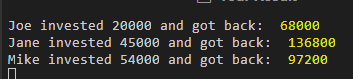 Joe invested 20000 and got back:  68000
Jane invested 45000 and got back:  136800
Mike invested 54000 and got back:  97200